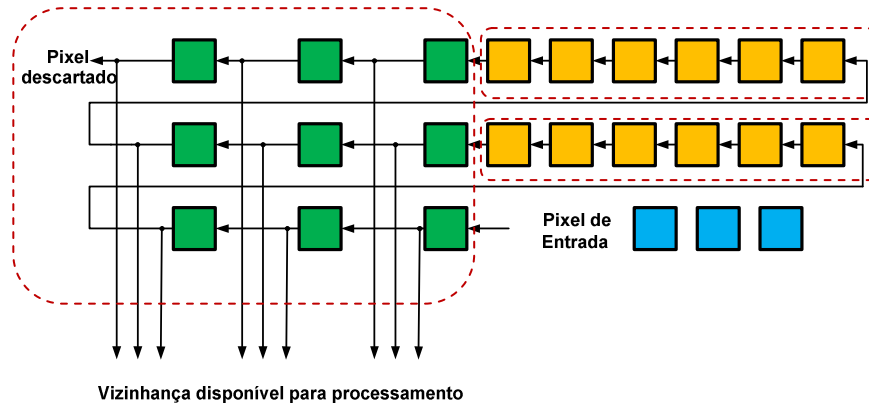 Pixel
descartado
Pixel de
Entrada
Vizinhança disponível para processamento